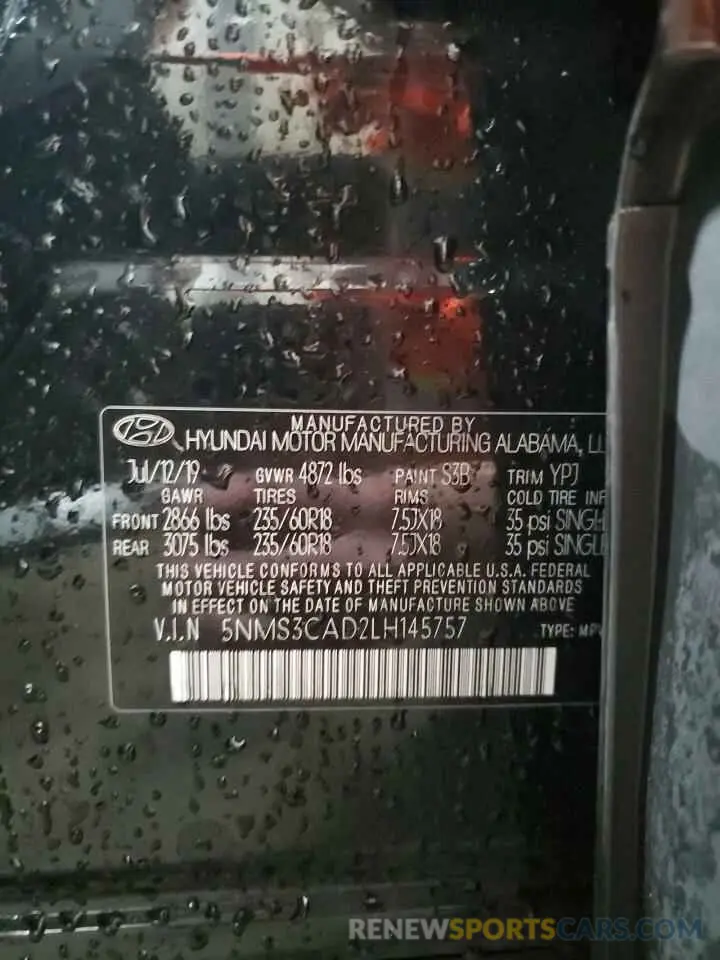 MANUFACTURED BY
HYUNDAI MOTOR MANUFACTURING ALABAMA, LL
Jul/12/19 GVWR 4872 lbs PAINT S3B TRIM YPJ
GAWR TIRES RIMS COLD TIRE INF
FRONT 2866 lbs 235/60R18 7.5JX18 35 psi SINGL
REAR 3075 lbs 235/60R18 7.5JX18 35 psi SINGLE
THIS VEHICLE CONFORMS TO ALL APPLICABLE U.S.A. FEDERAL
MOTOR VEHICLE SAFETY AND THEFT PREVENTION STANDARDS
IN EFFECT ON THE DATE OF MANUFACTURE SHOWN ABOVE
V.I.N 5NMS3CAD2LH145757 TYPE: MPV
RENEWSPORTSCARS.COM